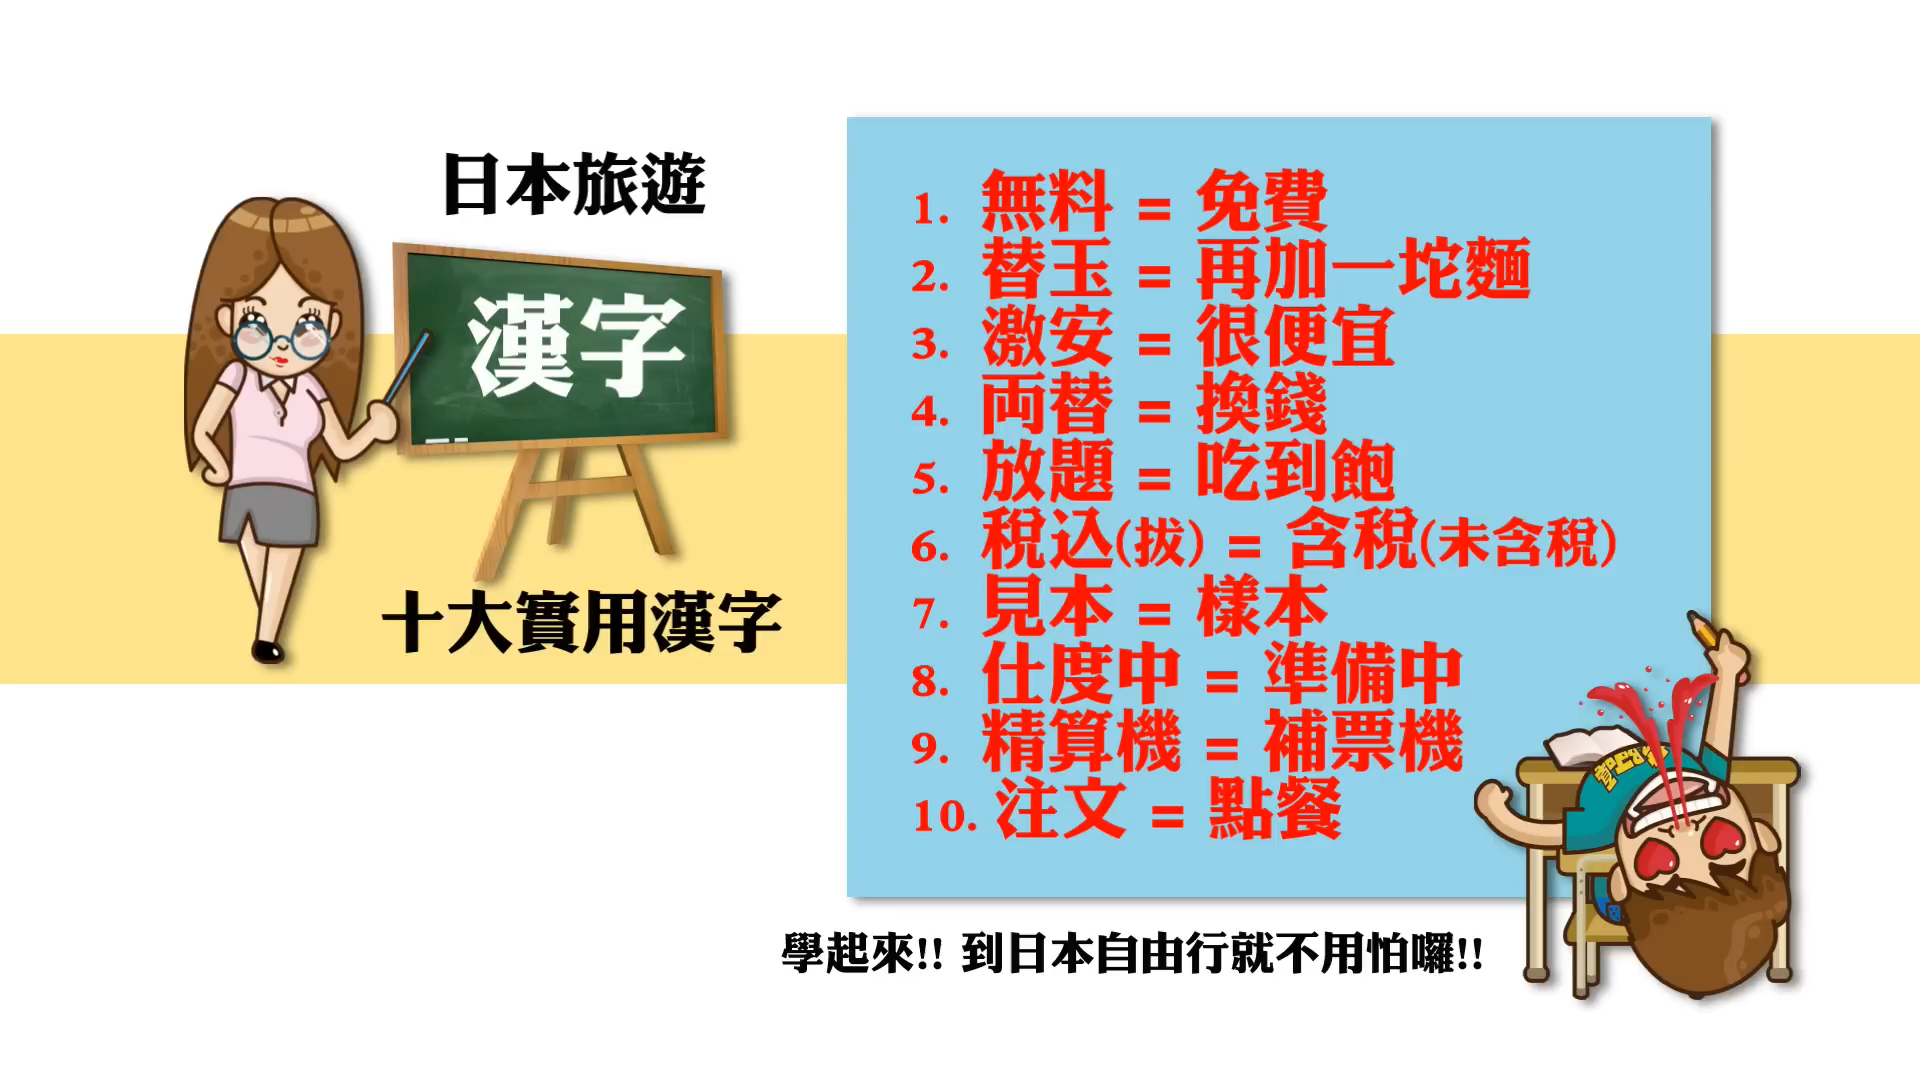 日本旅遊
漢字
十大實用漢字
1. 無料 = 免費
2. 替玉 = 再加一坨麵
3. 激安 = 很便宜
4. 両替 = 換錢
5. 放題 = 吃到飽
6. 税込(拔) = 含税(未含税)
7. 見本 = 樣本
8. 仕度中 = 準備中
9. 精算機 = 補票機
10. 注文 = 點餐
學起來!! 到日本自由行就不用怕囉!!